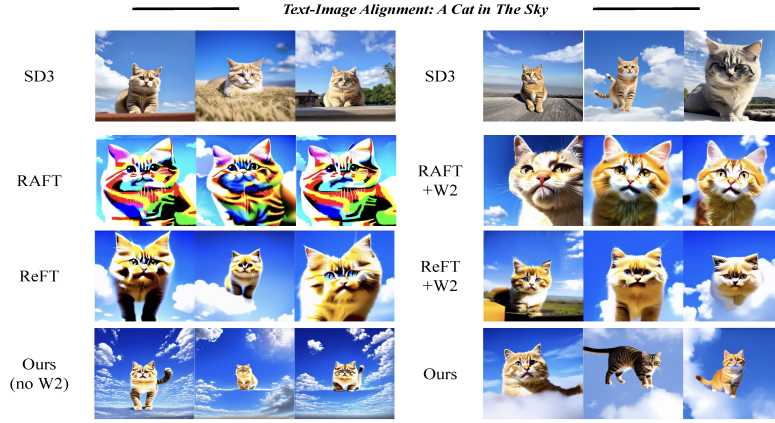 Text-Image Alignment: A Cat in The Sky
SD3
SD3
RAFT
RAFT
+W2
ReFT
ReFT
+W2
Ours
(no W2)
Ours